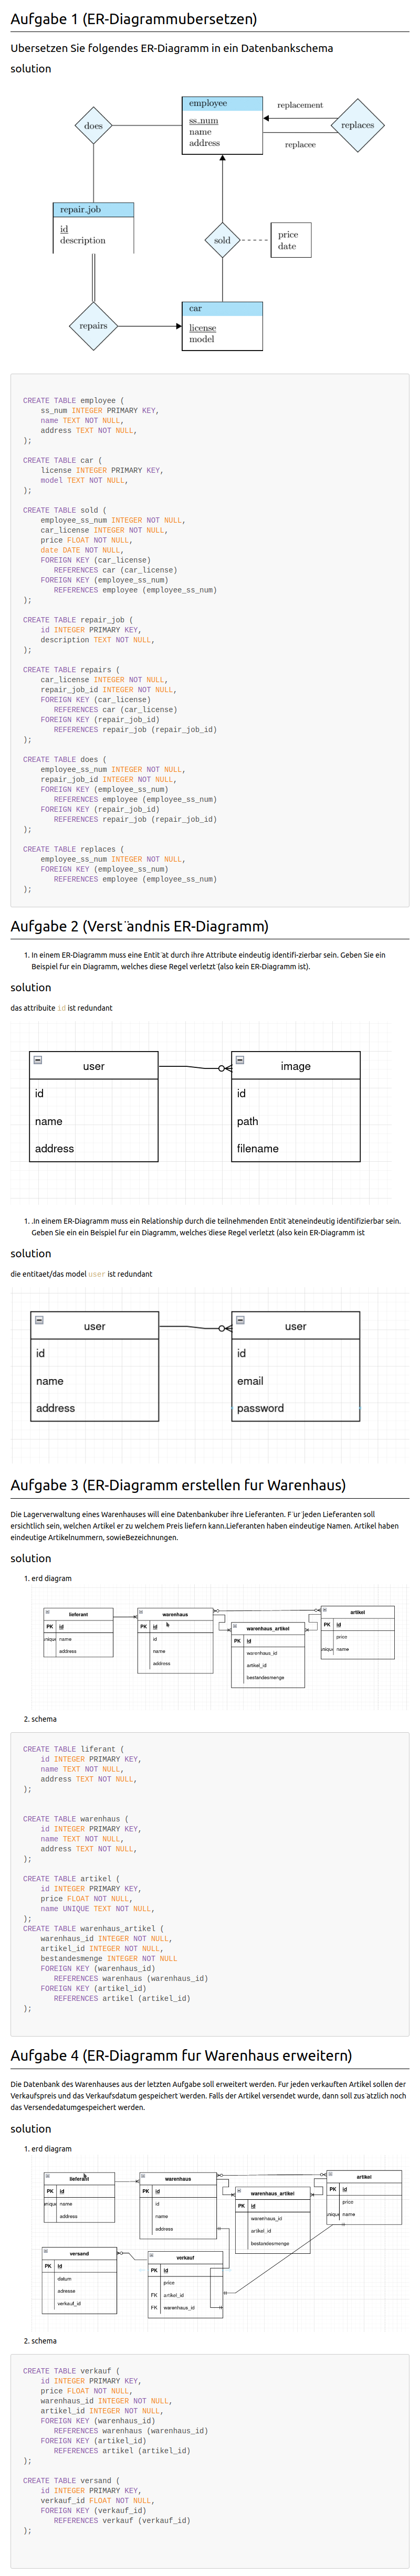 Aufgabe 1 (ER-Diagrammubersetzen)
Ubersetzen Sie folgendes ER-Diagramm in ein Datenbankschema
solution
employee
ss_num
name
address
does
replacement
replaces
replacee
repair_job
id
description
sold
price
date
repairs
car
license
model
CREATE TABLE employee (
ss_num INTEGER PRIMARY KEY,
name TEXT NOT NULL,
address TEXT NOT NULL,
);
CREATE TABLE car (
license INTEGER PRIMARY KEY,
model TEXT NOT NULL,
);
CREATE TABLE sold (
employee_ss_num INTEGER NOT NULL,
car_license INTEGER NOT NULL,
price FLOAT NOT NULL,
date DATE NOT NULL,
FOREIGN KEY (car_license)
REFERENCES car (car_license)
FOREIGN KEY (employee_ss_num)
REFERENCES employee (employee_ss_num)
);
CREATE TABLE repair_job (
id INTEGER PRIMARY KEY,
description TEXT NOT NULL,
);
CREATE TABLE repairs (
car_license INTEGER NOT NULL,
repair_job_id INTEGER NOT NULL,
FOREIGN KEY (car_license)
REFERENCES car (car_license)
FOREIGN KEY (repair_job_id)
REFERENCES repair_job (repair_job_id)
);
CREATE TABLE does (
employee_ss_num INTEGER NOT NULL,
repair_job_id INTEGER NOT NULL,
FOREIGN KEY (employee_ss_num)
REFERENCES employee (employee_ss_num)
FOREIGN KEY (repair_job_id)
REFERENCES repair_job (repair_job_id)
);
CREATE TABLE replaces (
employee_ss_num INTEGER NOT NULL,
FOREIGN KEY (employee_ss_num)
REFERENCES employee (employee_ss_num)
);
Aufgabe 2 (Verst ̈andnis ER-Diagramm)
1. In einem ER-Diagramm muss eine Entit ̈at durch ihre Attribute eindeutig identifi-zierbar sein. Geben Sie ein
Beispiel fur ein Diagramm, welches diese Regel verletzt (also kein ER-Diagramm ist).
solution
das attribuite id ist redundant
user
id
name
address
image
id
path
filename
1. .In einem ER-Diagramm muss ein Relationship durch die teilnehmenden Entit ̈ateneindeutig identifizierbar sein.
Geben Sie ein ein Beispiel fur ein Diagramm, welches ̈ diese Regel verletzt (also kein ER-Diagramm ist
solution
die entitaet/das model user ist redundant
user
id
name
address
user
id
email
password
Aufgabe 3 (ER-Diagramm erstellen fur Warenhaus)
Die Lagerverwaltung eines Warenhauses will eine Datenbankuber ihre Lieferanten. F ̈ur jeden Lieferanten soll
ersichtlich sein, welchen Artikel er zu welchem Preis liefern kann.Lieferanten haben eindeutige Namen. Artikel haben
eindeutige Artikelnummern, sowieBezeichnungen.
solution
1. erd diagram
lieferant
PK id
inique name
address
warenhaus
PK id
id
name
address
warenhaus_artikel
PK id
warenhaus_id
artikel_id
bestandesmenge
artikel
PK id
price
iniqu name
2. schema
CREATE TABLE liferant (
id INTEGER PRIMARY KEY,
name TEXT NOT NULL,
address TEXT NOT NULL,
);
CREATE TABLE warenhaus (
id INTEGER PRIMARY KEY,
name TEXT NOT NULL,
address TEXT NOT NULL,
);
CREATE TABLE artikel (
id INTEGER PRIMARY KEY,
price FLOAT NOT NULL,
name UNIQUE TEXT NOT NULL,
);
CREATE TABLE warenhaus_artikel (
warenhaus_id INTEGER NOT NULL,
artikel_id INTEGER NOT NULL,
bestandesmenge INTEGER NOT NULL
FOREIGN KEY (warenhaus_id)
REFERENCES warenhaus (warenhaus_id)
FOREIGN KEY (artikel_id)
REFERENCES artikel (artikel_id)
);
Aufgabe 4 (ER-Diagramm fur Warenhaus erweitern)
Die Datenbank des Warenhauses aus der letzten Aufgabe soll erweitert werden. Fur jeden verkauften Artikel sollen der
Verkaufspreis und das Verkaufsdatum gespeichert werden. Falls der Artikel versendet wurde, dann soll zus ̈atzlich noch
das Versendedatumgespeichert werden.
solution
1. erd diagram
lieferant
PK id
inique name
address
warenhaus
PK id
id
name
address
warenhaus_artikel
PK id
warenhaus_id
artikel_id
bestandesmenge
artikel
PK id
price
inique name
versand
PK id
datum
adresse
verkauf_id
verkauf
PK id
price
FK artikel_id
FK warenhaus_id
2. schema
CREATE TABLE verkauf (
id INTEGER PRIMARY KEY,
price FLOAT NOT NULL,
warenhaus_id INTEGER NOT NULL,
artikel_id INTEGER NOT NULL,
FOREIGN KEY (warenhaus_id)
REFERENCES warenhaus (warenhaus_id)
FOREIGN KEY (artikel_id)
REFERENCES artikel (artikel_id)
);
CREATE TABLE versand (
id INTEGER PRIMARY KEY,
verkauf_id FLOAT NOT NULL,
FOREIGN KEY (verkauf_id)
REFERENCES verkauf (verkauf_id)
);